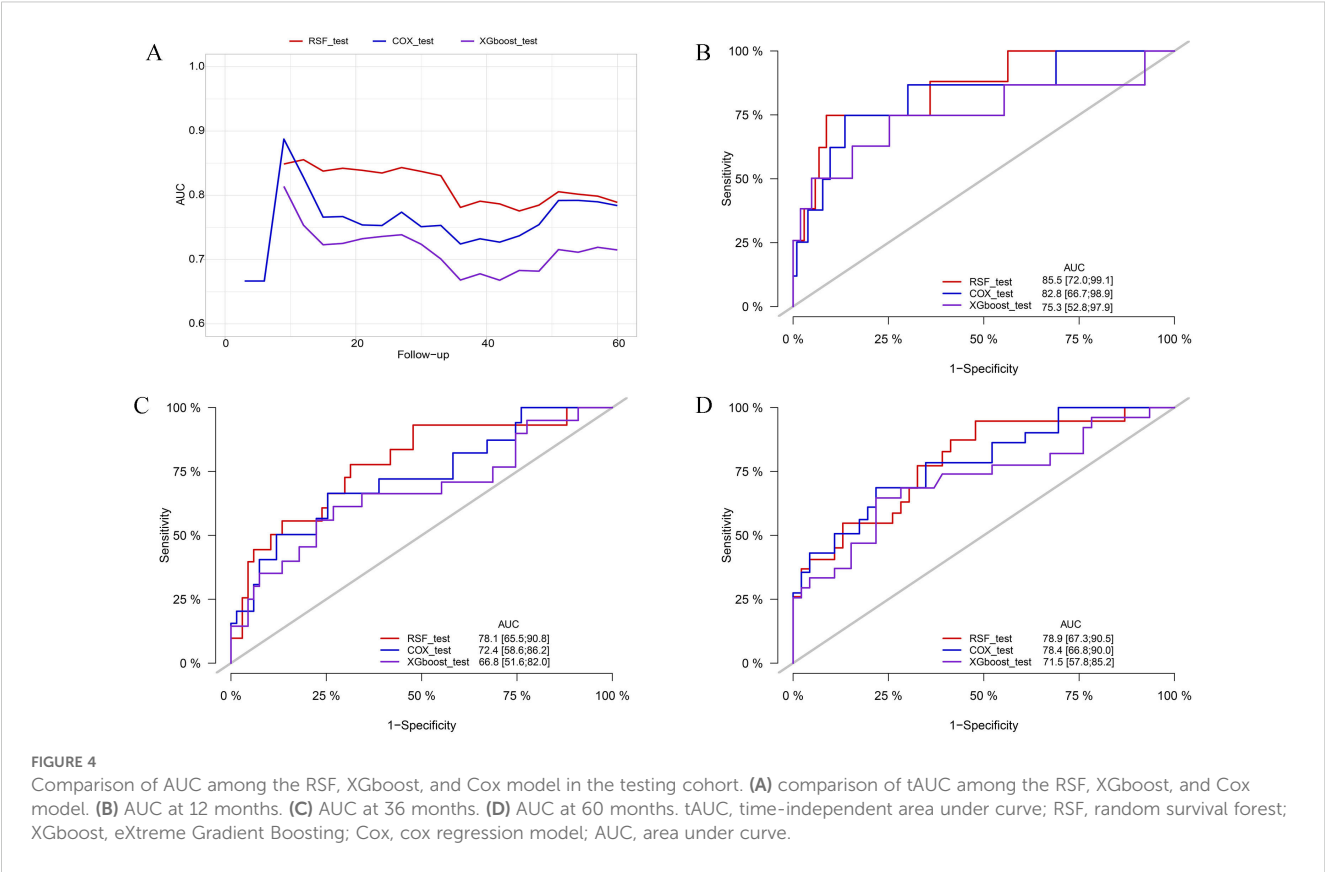 A
RSF_test COX_test XGboost_test
1.0
0.9
0.8
0.7
0.6
AUC
0 20 40 60
Follow-up
B
100 %
75 %
50 %
25 %
0 %
Sensitivity
AUC
RSF_test 85.5 [72.0;99.1]
COX_test 82.8 [66.7;98.9]
XGboost_test 75.3 [52.8;97.9]
0 % 25 % 50 % 75 % 100 %
1−Specificity
C
100 %
75 %
50 %
25 %
0 %
Sensitivity
AUC
RSF_test 78.1 [65.5;90.8]
COX_test 72.4 [58.6;86.2]
XGboost_test 66.8 [51.6;82.0]
0 % 25 % 50 % 75 % 100 %
1−Specificity
D
100 %
75 %
50 %
25 %
0 %
Sensitivity
AUC
RSF_test 78.9 [67.3;90.5]
COX_test 78.4 [66.8;90.0]
XGboost_test 71.5 [57.8;85.2]
0 % 25 % 50 % 75 % 100 %
1−Specificity
FIGURE 4
Comparison of AUC among the RSF, XGboost, and Cox model in the testing cohort. (A) comparison of tAUC among the RSF, XGboost, and Cox
model. (B) AUC at 12 months. (C) AUC at 36 months. (D) AUC at 60 months. tAUC, time-independent area under curve; RSF, random survival forest;
XGboost, eXtreme Gradient Boosting; Cox, cox regression model; AUC, area under curve.